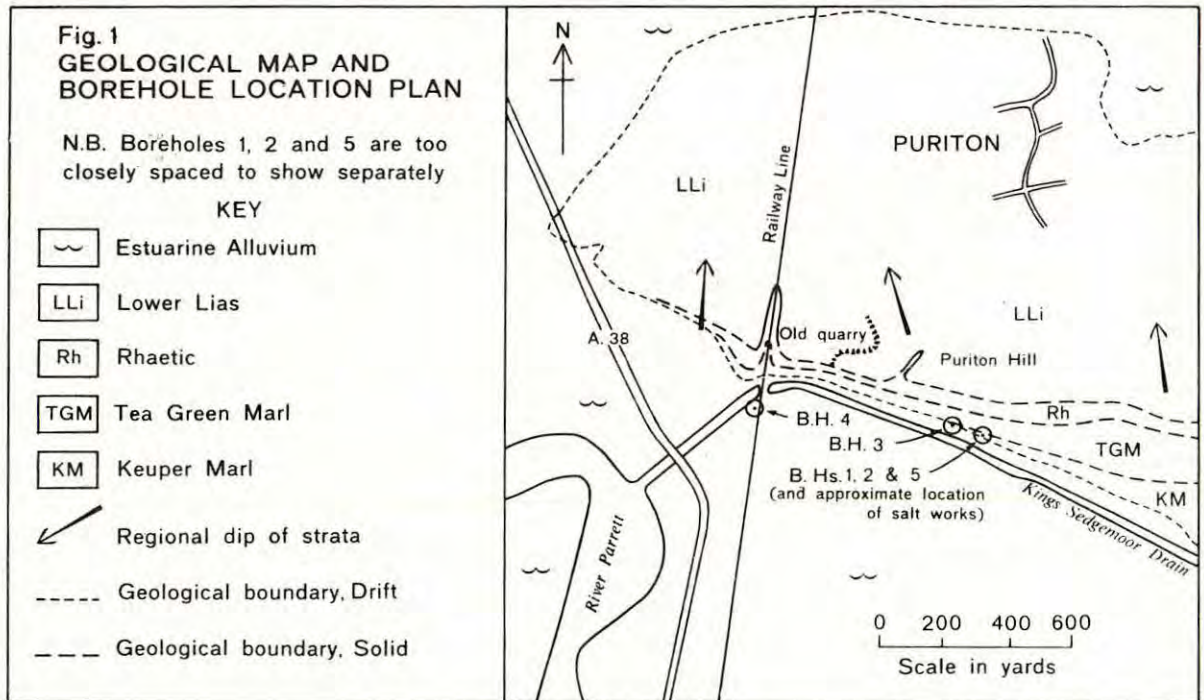 Fig. 1
GEOLOGICAL MAP AND
BOREHOLE LOCATION PLAN
N.B. Boreholes 1, 2 and 5 are too
closely spaced to show separately
KEY
Estuarine Alluvium
LLi Lower Lias
Rh Rhaetic
TGM Tea Green Marl
KM Keuper Marl
Regional dip of strata
Geological boundary, Drift
Geological boundary, Solid
N
PURITON
LLi
Railway Line
LLi
A.38
Old quarry
Puriton Hill
Rh
B.H. 4
B.H. 3
TGM
B. Hs. 1, 2 & 5
(and approximate location
of salt works)
KM
Kings Sedgemoor Drain
River Parrett
0 200 400 600
Scale in yards